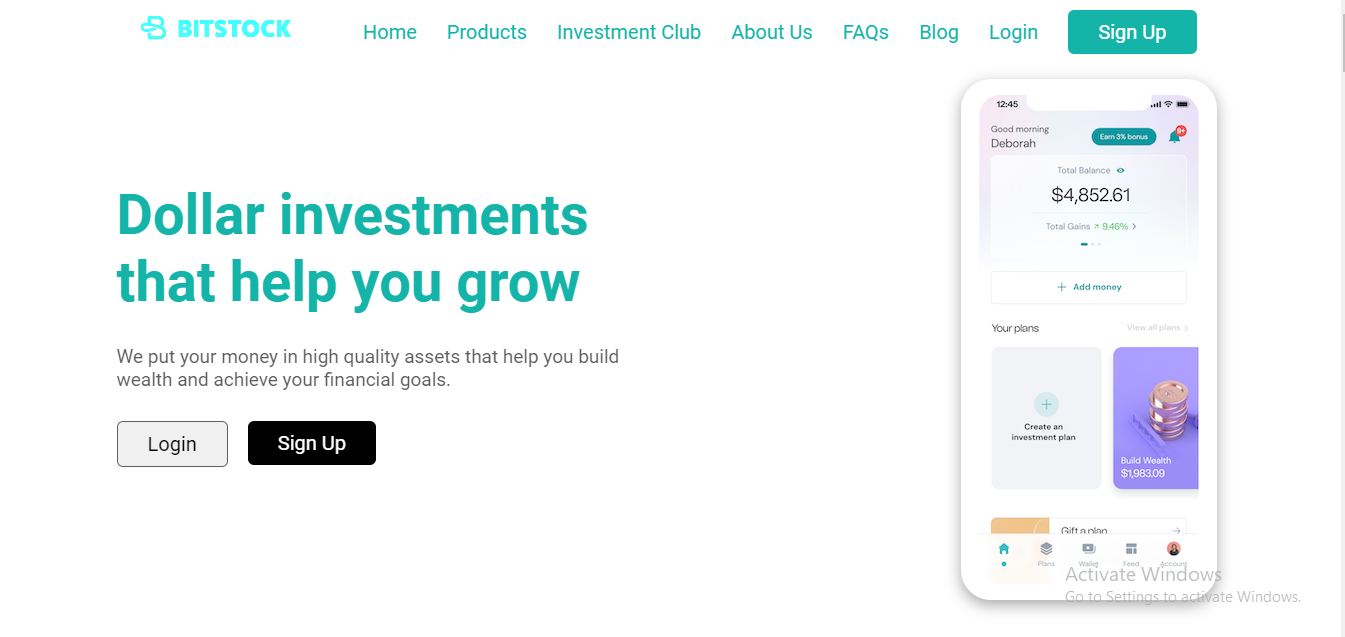 BITSTOCK
Home Products Investment Club About Us FAQs Blog Login Sign Up
Dollar investments
that help you grow
We put your money in high quality assets that help you build
wealth and achieve your financial goals.
Login Sign Up
12:45
Good morning
Deborah
Earn 3% bonus
9+
Total Balance
$4,852.61
Total Gains 9.46%
Add money
Your plans View all plans
Create an
investment plan
Build Wealth
$1,983.09
Gift a plan
Plans Wallet Feed Account
Activate Windows
Go to Settings to activate Windows.